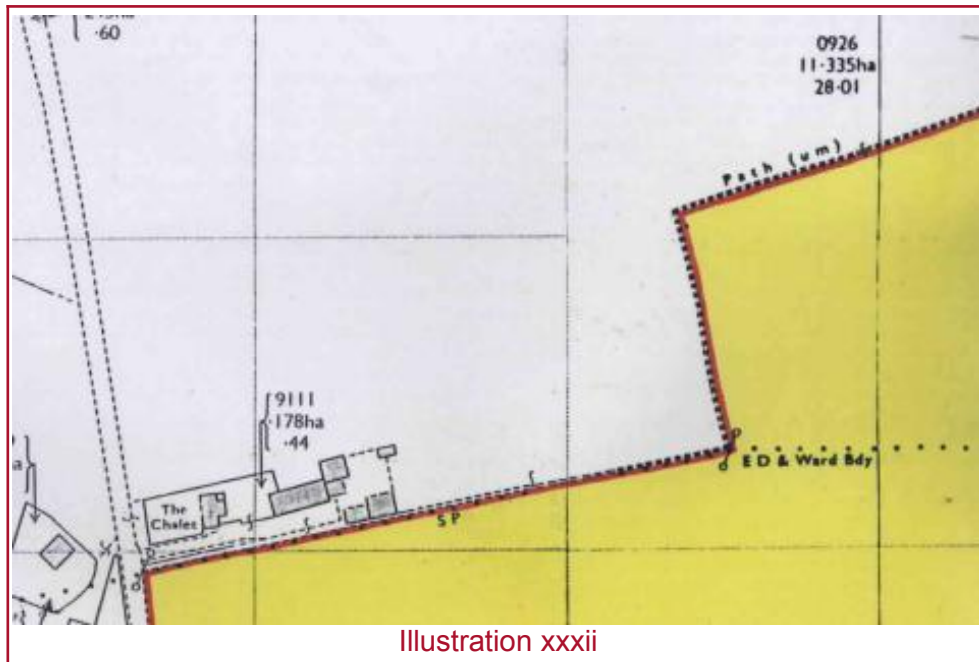 ·60
0926
11·335ha
28·01
Path (um)
9111
·178ha
·44
The
Chalet
SP
ED & Ward Bdy
Illustration xxxii